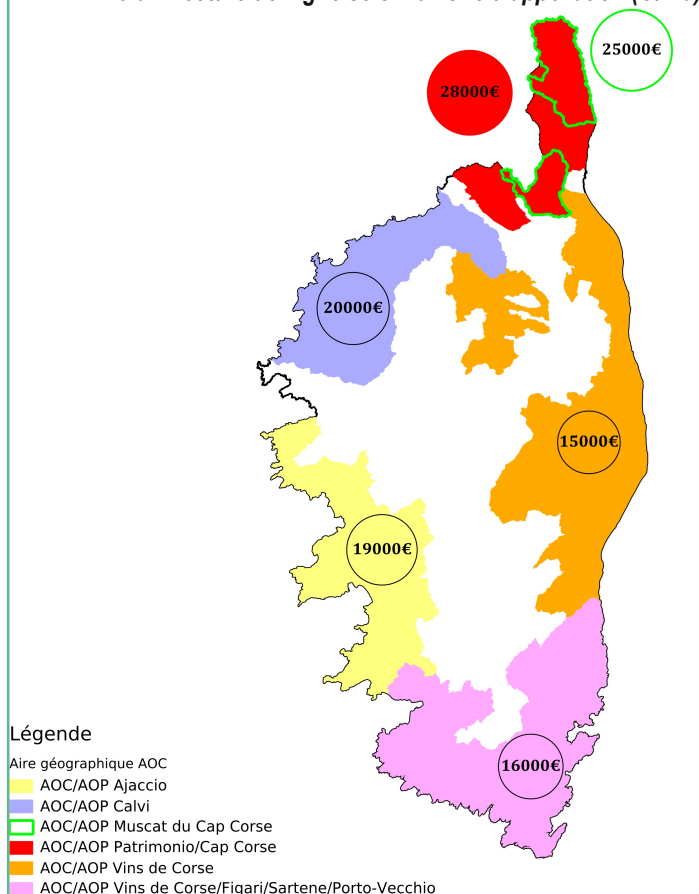 25000€
28000€
20000€
15000€
19000€
16000€
Légende
Aire géographique AOC
AOC/AOP Ajaccio
AOC/AOP Calvi
AOC/AOP Muscat du Cap Corse
AOC/AOP Patrimonio/Cap Corse
AOC/AOP Vins de Corse
AOC/AOP Vins de Corse/Figari/Sartene/Porto-Vecchio